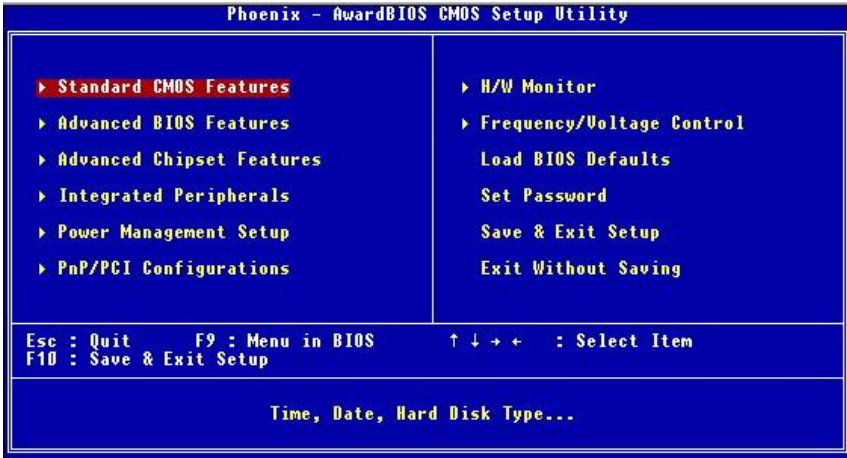 Phoenix - AwardBIOS CMOS Setup Utility
▸ Standard CMOS Features
▸ Advanced BIOS Features
▸ Advanced Chipset Features
▸ Integrated Peripherals
▸ Power Management Setup
▸ PnP/PCI Configurations
▸ H/W Monitor
▸ Frequency/Voltage Control
Load BIOS Defaults
Set Password
Save & Exit Setup
Exit Without Saving
Esc : Quit F9 : Menu in BIOS ↑ ↓ → ← : Select Item
F10 : Save & Exit Setup
Time, Date, Hard Disk Type...